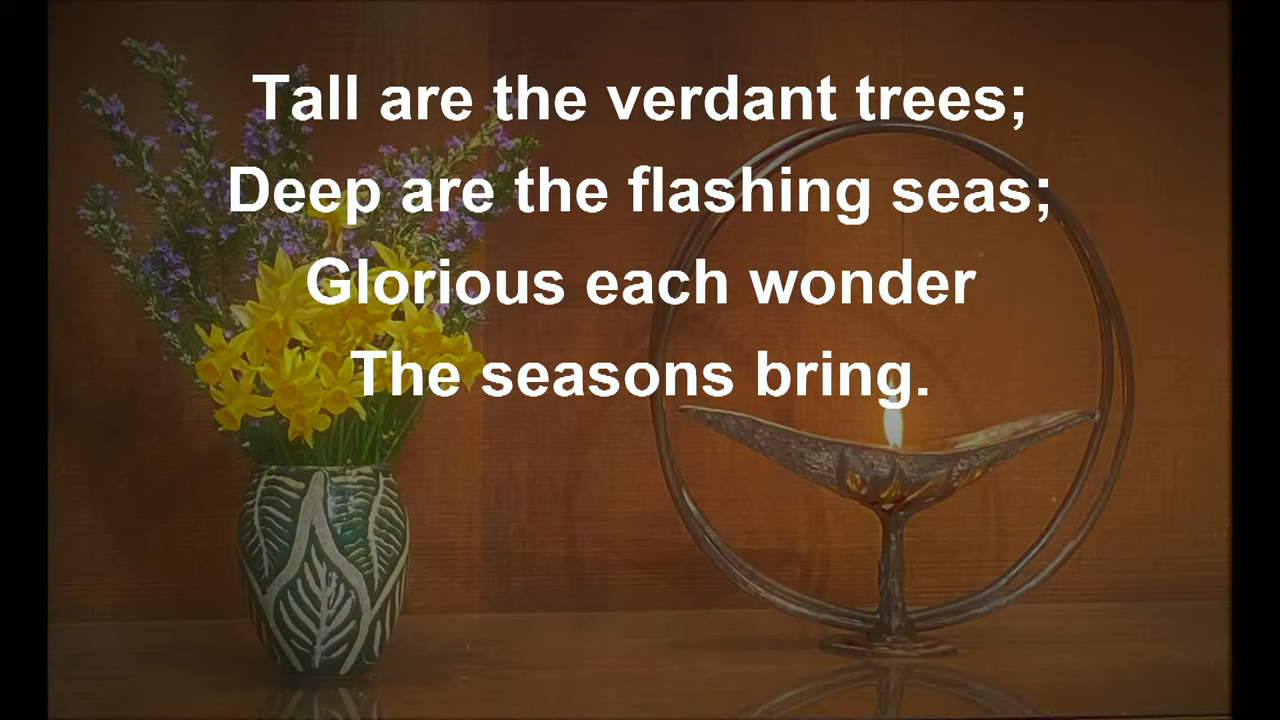 Tall are the verdant trees;
Deep are the flashing seas;
Glorious each wonder
The seasons bring.